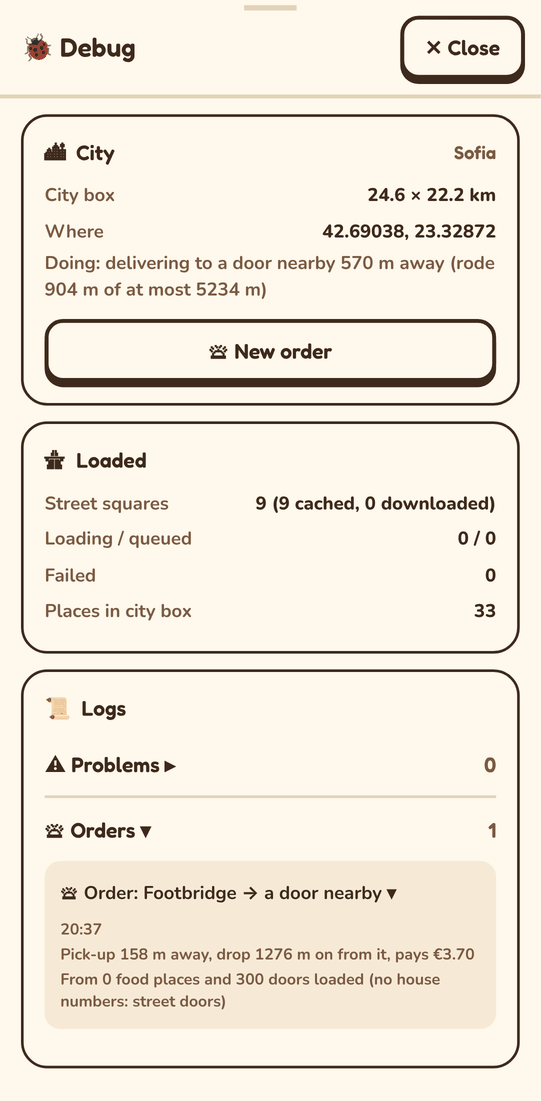 🐞 Debug
✕ Close
City
Sofia
City box
24.6 × 22.2 km
Where
42.69038, 23.32872
Doing: delivering to a door nearby 570 m away (rode
904 m of at most 5234 m)
New order
Loaded
Street squares
9 (9 cached, 0 downloaded)
Loading / queued
0 / 0
Failed
0
Places in city box
33
Logs
Problems ▸
0
Orders ▾
1
Order: Footbridge → a door nearby ▾
20:37
Pick-up 158 m away, drop 1276 m on from it, pays €3.70
From 0 food places and 300 doors loaded (no house
numbers: street doors)